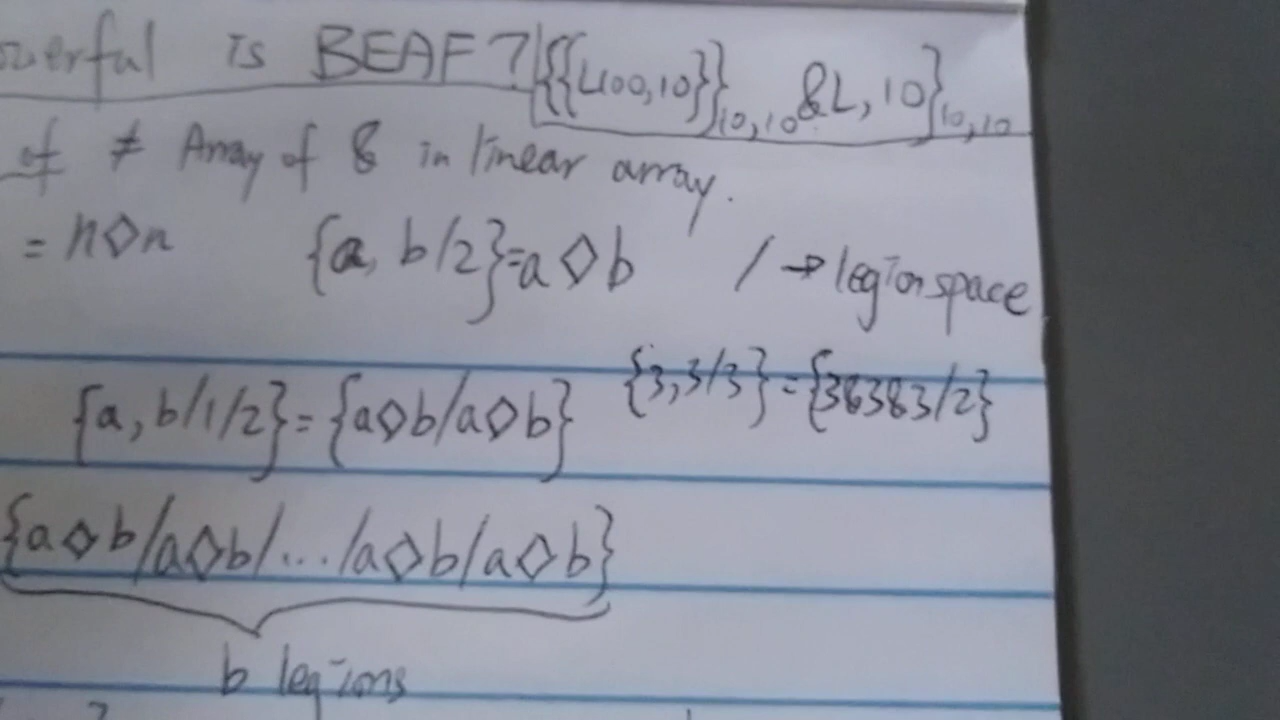 werful is BEAF? {{{L100,10}}10,10 &L, 10}10,10
of ≠ Array of & in linear array.
= n◇n {a, b/2}=a◇b / → legion space
{a, b/1/2}={a◇b/a◇b} {3,3/3}={3&3&3/2}
{a◇b/a◇b/.../a◇b/a◇b}
b legions